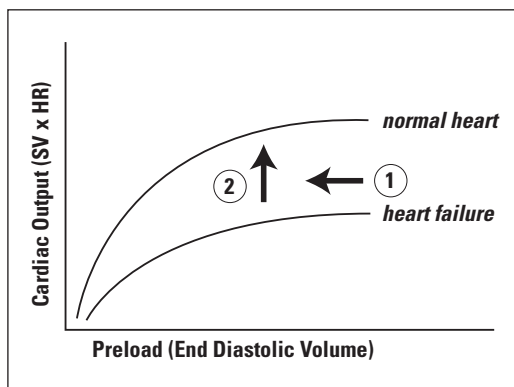 Cardiac Output (SV x HR)
normal heart
2
1
heart failure
Preload (End Diastolic Volume)